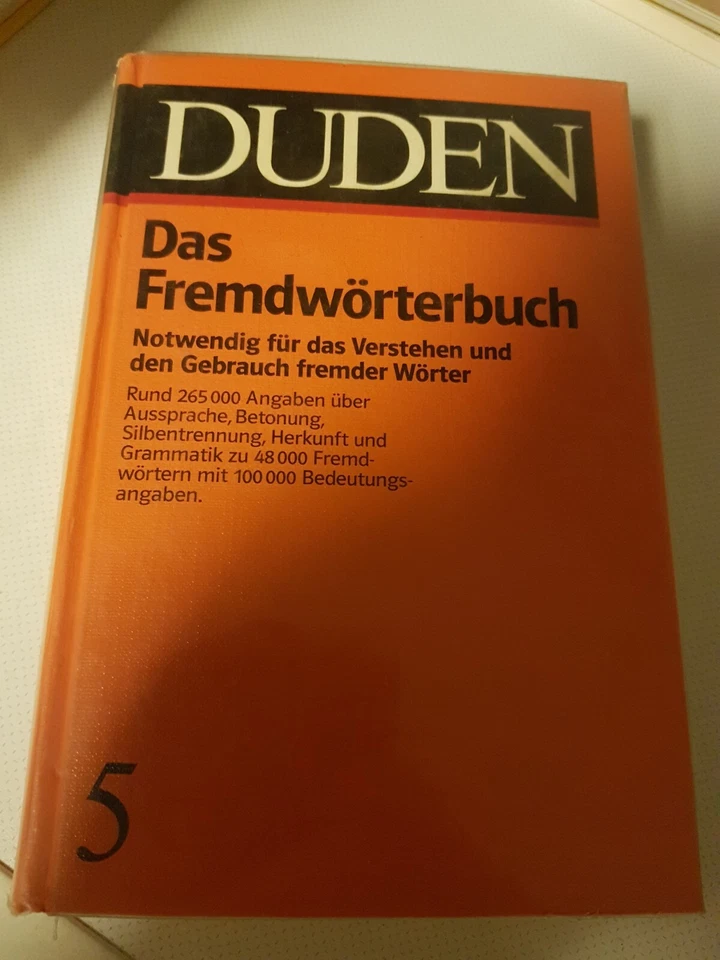 DUDEN
Das
Fremdwörterbuch
Notwendig für das Verstehen und
den Gebrauch fremder Wörter
Rund 265 000 Angaben über
Aussprache, Betonung,
Silbentrennung, Herkunft und
Grammatik zu 48 000 Fremd-
wörtern mit 100 000 Bedeutungs-
angaben.
5